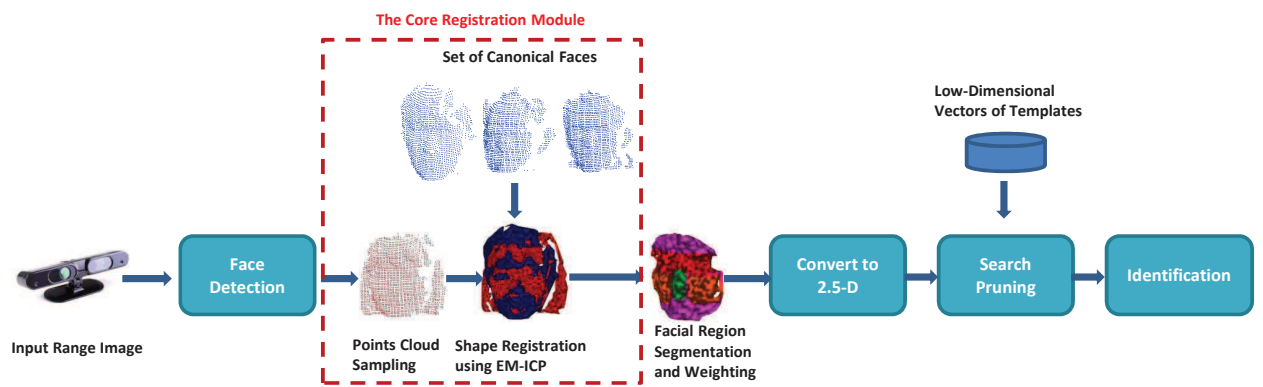 The Core Registration Module
Set of Canonical Faces
Low-Dimensional
Vectors of Templates
Face
Detection
Convert to
2.5-D
Search
Pruning
Identification
Input Range Image
Points Cloud
Sampling
Shape Registration
using EM-ICP
Facial Region
Segmentation
and Weighting